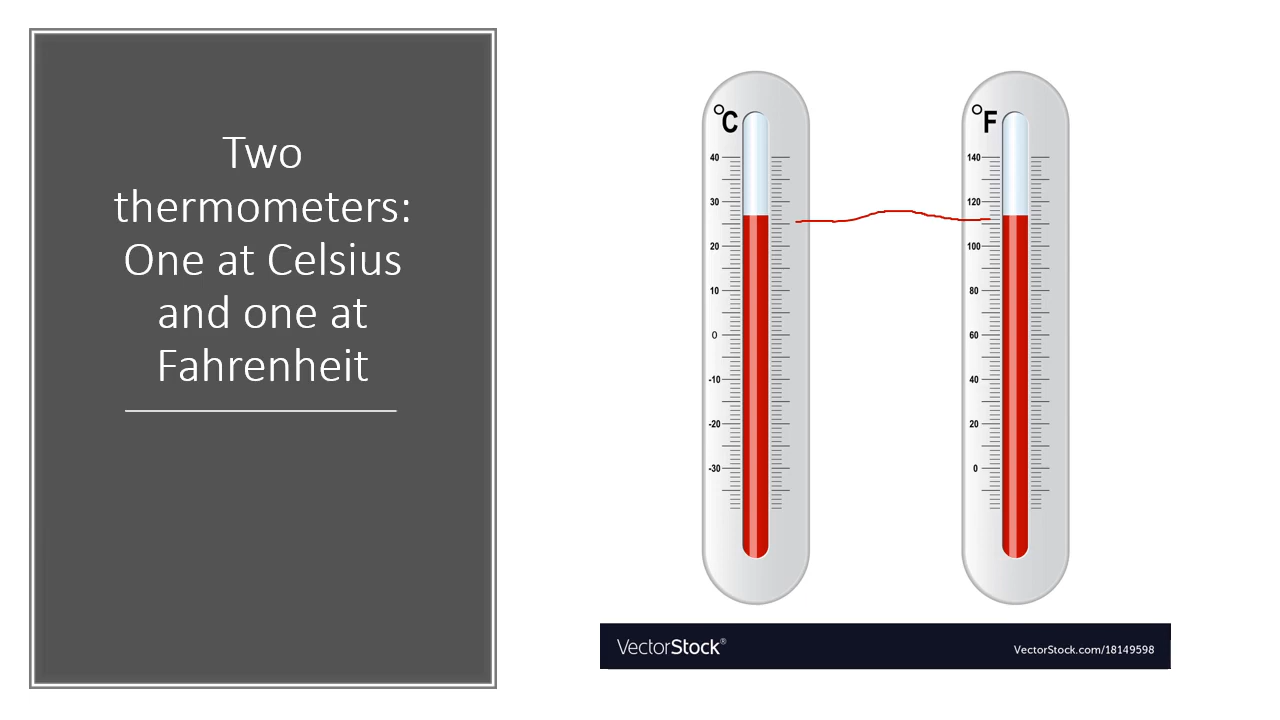 Two
thermometers:
One at Celsius
and one at
Fahrenheit
°C
40
30
20
10
0
-10
-20
-30
°F
140
120
100
80
60
40
20
0
VectorStock®
VectorStock.com/18149598